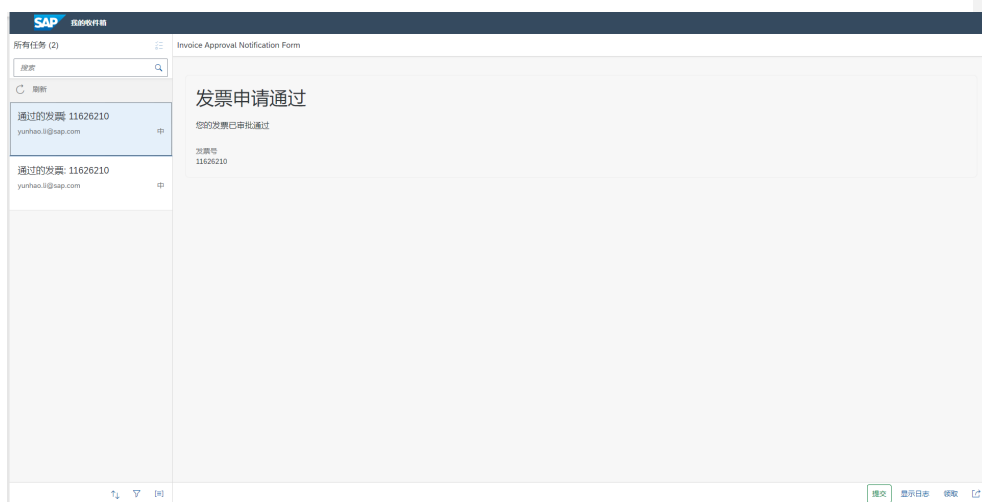 SAP 我的收件箱
所有任务 (2)
Invoice Approval Notification Form
搜索
刷新
通过的发票: 11626210
yunhao.li@sap.com 中
通过的发票: 11626210
yunhao.li@sap.com 中
发票申请通过
您的发票已审批通过
发票号
11626210
提交 显示日志 领取